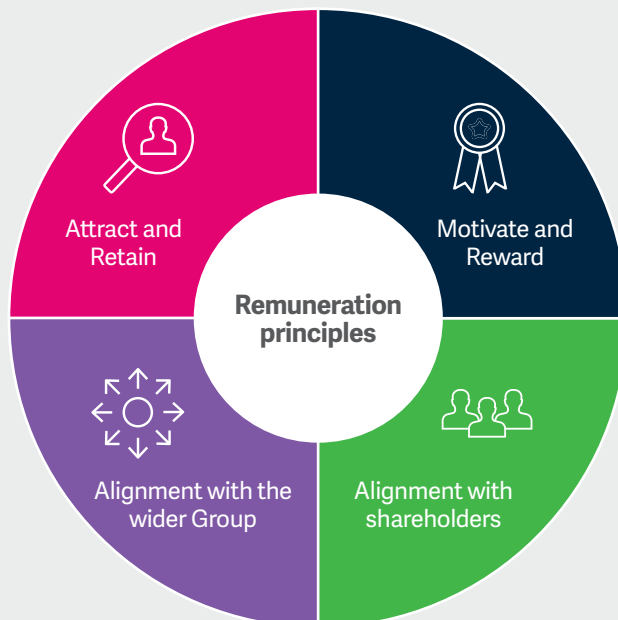 Attract and
Retain
Motivate and
Reward
Remuneration
principles
Alignment with the
wider Group
Alignment with
shareholders